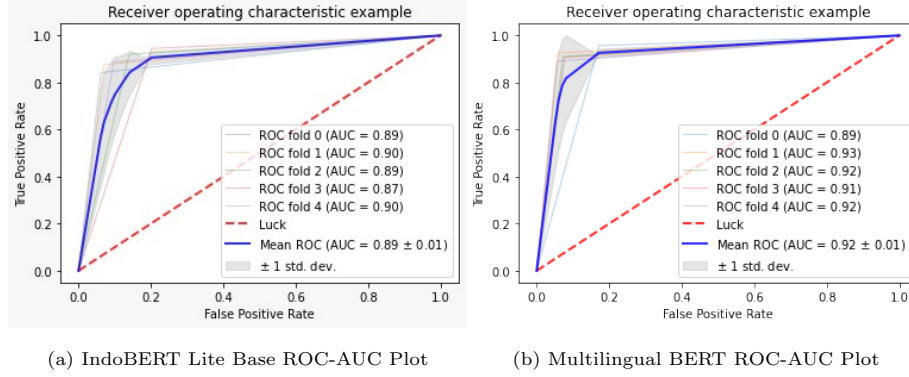 Receiver operating characteristic example
1.0
0.8
0.6
0.4
0.2
0.0
True Positive Rate
ROC fold 0 (AUC = 0.89)
ROC fold 1 (AUC = 0.90)
ROC fold 2 (AUC = 0.89)
ROC fold 3 (AUC = 0.87)
ROC fold 4 (AUC = 0.90)
Luck
Mean ROC (AUC = 0.89 ± 0.01)
± 1 std. dev.
0.0 0.2 0.4 0.6 0.8 1.0
False Positive Rate
(a) IndoBERT Lite Base ROC-AUC Plot
Receiver operating characteristic example
1.0
0.8
0.6
0.4
0.2
0.0
True Positive Rate
ROC fold 0 (AUC = 0.89)
ROC fold 1 (AUC = 0.93)
ROC fold 2 (AUC = 0.92)
ROC fold 3 (AUC = 0.91)
ROC fold 4 (AUC = 0.92)
Luck
Mean ROC (AUC = 0.92 ± 0.01)
± 1 std. dev.
0.0 0.2 0.4 0.6 0.8 1.0
False Positive Rate
(b) Multilingual BERT ROC-AUC Plot